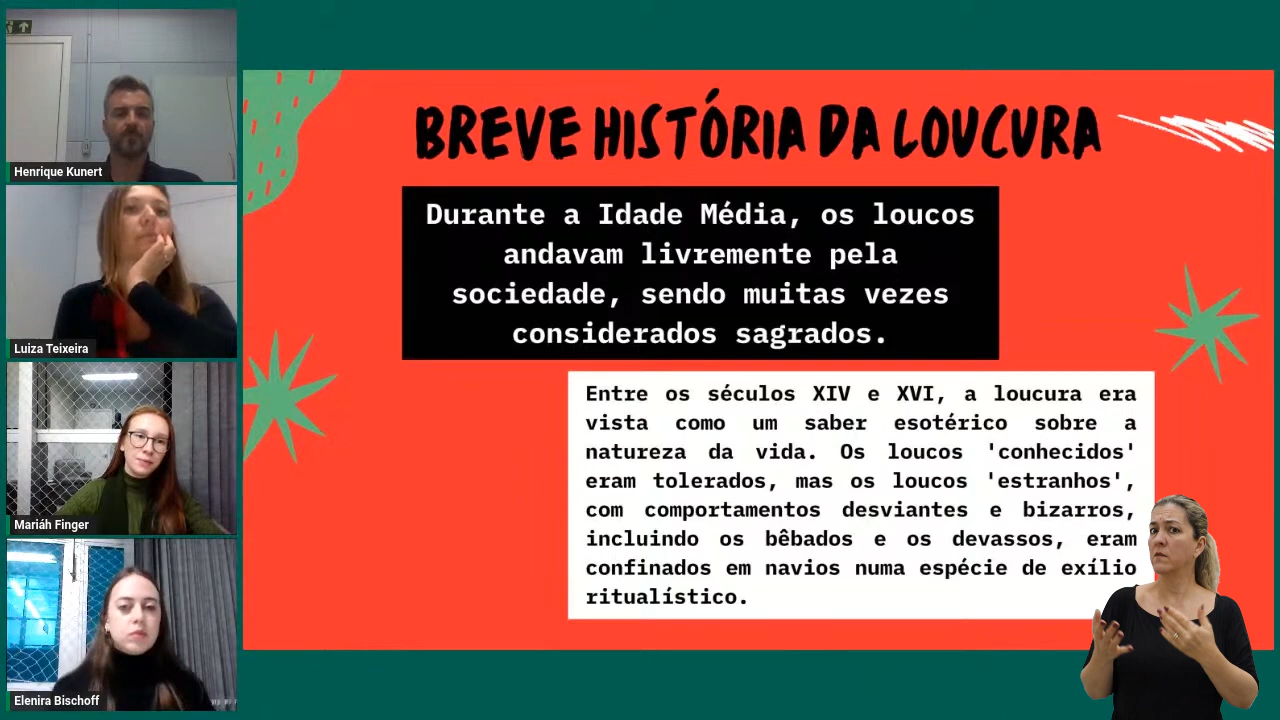 Henrique Kunert
Luiza Teixeira
Mariáh Finger
Elenira Bischoff
BREVE HISTÓRIA DA LOUCURA
Durante a Idade Média, os loucos
andavam livremente pela
sociedade, sendo muitas vezes
considerados sagrados.
Entre os séculos XIV e XVI, a loucura era
vista como um saber esotérico sobre a
natureza da vida. Os loucos 'conhecidos'
eram tolerados, mas os loucos 'estranhos',
com comportamentos desviantes e bizarros,
incluindo os bêbados e os devassos, eram
confinados em navios numa espécie de exílio
ritualístico.